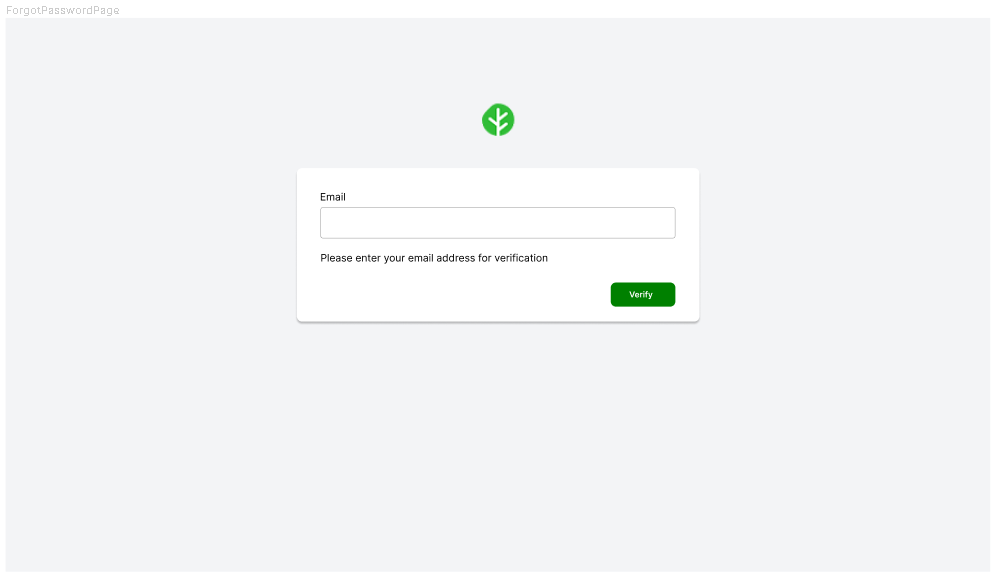 ForgotPasswordPage
Email
Please enter your email address for verification
Verify